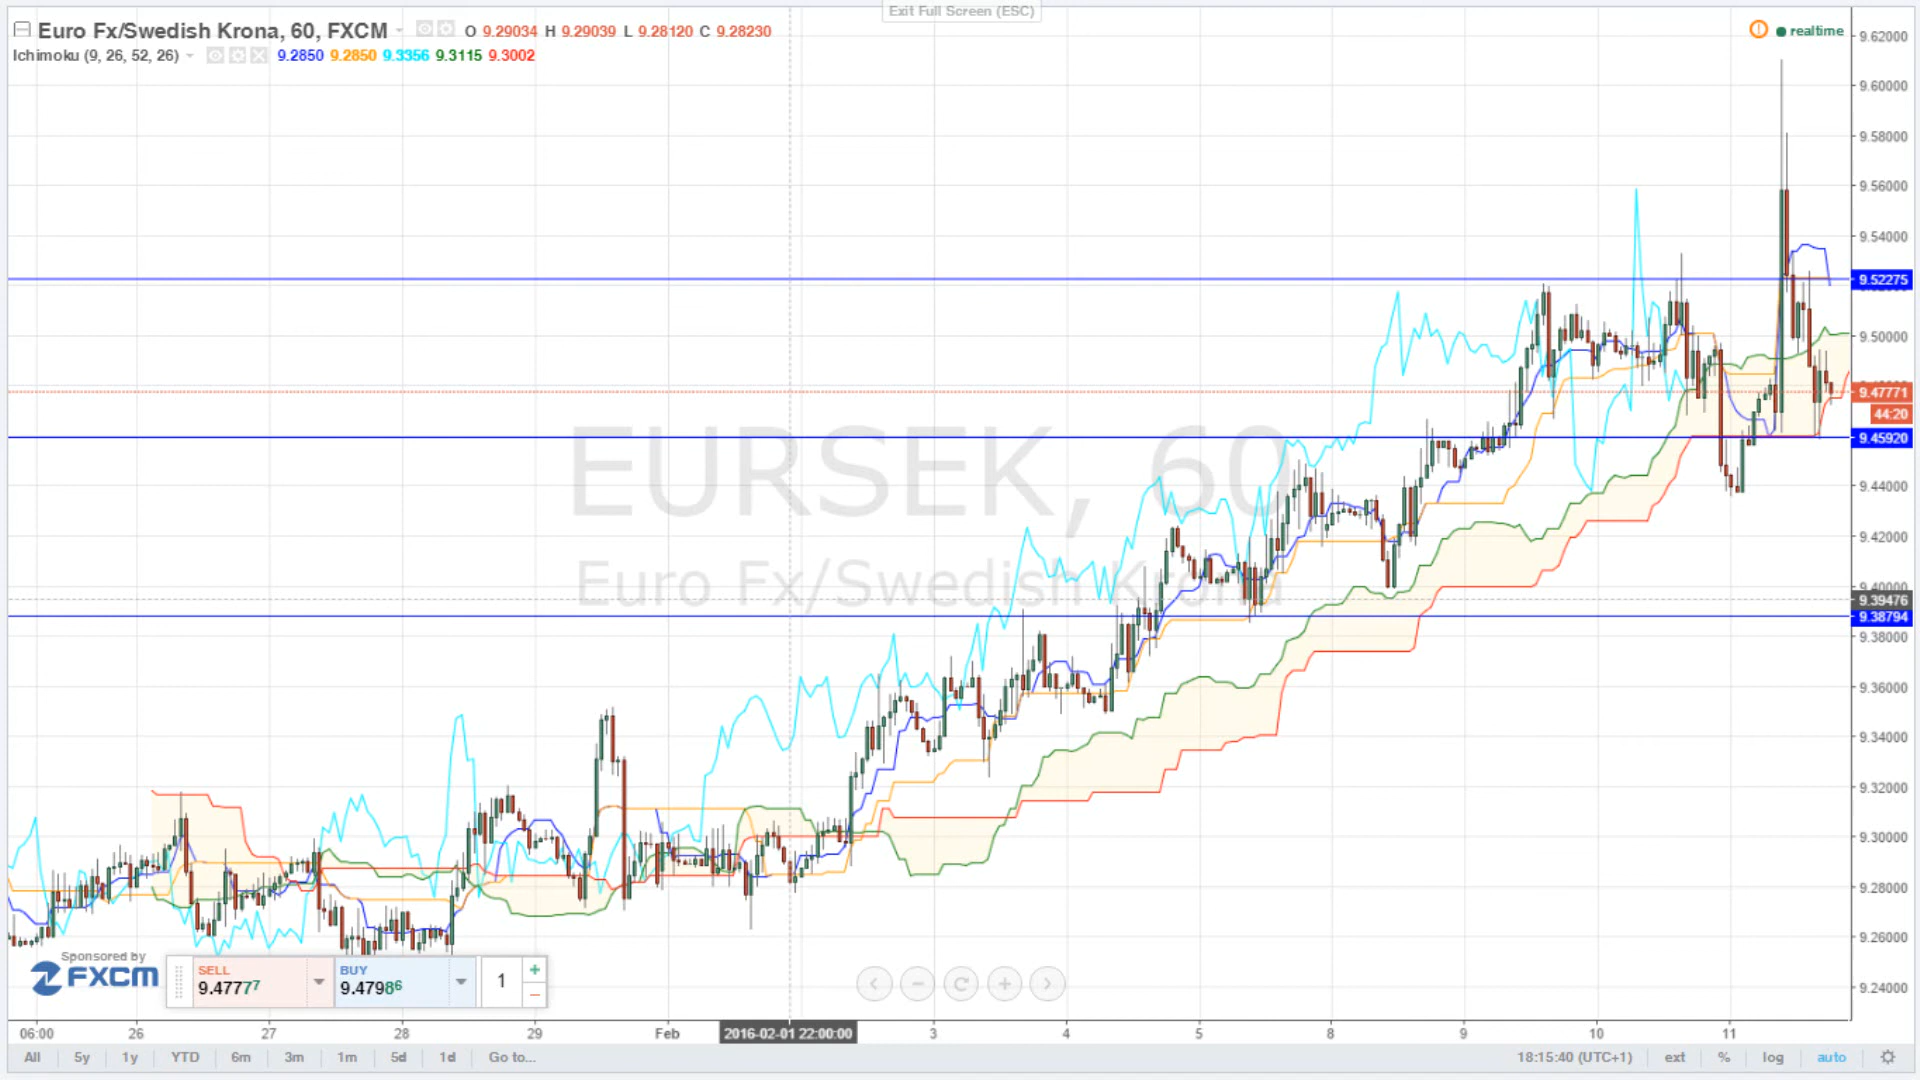 Exit Full Screen (ESC)
Euro Fx/Swedish Krona, 60, FXCM O 9.29034 H 9.29039 L 9.28120 C 9.28230
Ichimoku (9, 26, 52, 26) 9.2850 9.2850 9.3356 9.3115 9.3002
realtime
9.62000
9.60000
9.58000
9.56000
9.54000
9.52275
9.50000
9.47771
44:20
9.45920
9.44000
9.42000
9.40000
9.39476
9.38794
9.38000
9.36000
9.34000
9.32000
9.30000
9.28000
9.26000
9.24000
EURSEK, 60
Euro Fx/Swedish Krona
Sponsored by
FXCM
SELL
9.47777
BUY
9.47986
1
06:00 26 27 28 29 Feb 2016-02-01 22:00:00 3 4 5 8 9 10 11
All 5y 1y YTD 6m 3m 1m 5d 1d Go to... 18:15:40 (UTC+1) ext % log auto